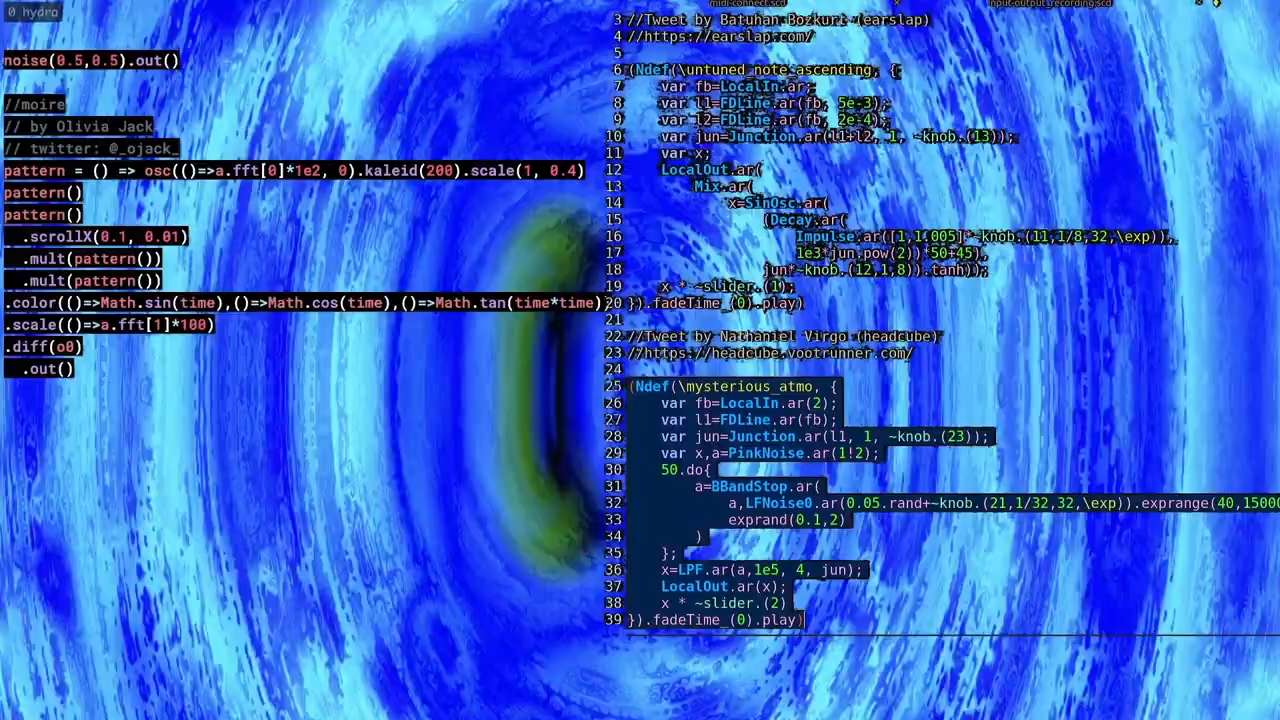 0 hydra
noise(0.5,0.5).out()
//moire
// by Olivia Jack
// twitter: @_ojack_
pattern = () => osc(()=>a.fft[0]*1e2, 0).kaleid(200).scale(1, 0.4)
pattern()
pattern()
.scrollX(0.1, 0.01)
.mult(pattern())
.mult(pattern())
.color(()=>Math.sin(time),()=>Math.cos(time),()=>Math.tan(time*time))
.scale(()=>a.fft[1]*100)
.diff(o0)
.out()
midi-connect.scd
input-output_recording.scd
3 //Tweet by Batuhan Bozkurt (earslap)
4 //https://earslap.com/
5
6 (Ndef(\untuned_note_ascending, {
7 var fb=LocalIn.ar;
8 var l1=FDLine.ar(fb, 5e-3);
9 var l2=FDLine.ar(fb, 2e-4);
10 var jun=Junction.ar(l1+l2, 1, ~knob.(13));
11 var x;
12 LocalOut.ar(
13 Mix.ar(
14 x=SinOsc.ar(
15 (Decay.ar(
16 Impulse.ar([1,1.005]*~knob.(11,1/8,32,\exp)),
17 1e3*jun.pow(2))*50+45),
18 jun*~knob.(12,1,8)).tanh));
19 x * ~slider.(1);
20 }).fadeTime_(0).play)
21
22 //Tweet by Nathaniel Virgo (headcube)
23 //https://headcube.vootrunner.com/
24
25 (Ndef(\mysterious_atmo, {
26 var fb=LocalIn.ar(2);
27 var l1=FDLine.ar(fb);
28 var jun=Junction.ar(l1, 1, ~knob.(23));
29 var x,a=PinkNoise.ar(1!2);
30 50.do{
31 a=BBandStop.ar(
32 a,LFNoise0.ar(0.05.rand+~knob.(21,1/32,32,\exp)).exprange(40,15000
33 exprand(0.1,2)
34 )
35 };
36 x=LPF.ar(a,1e5, 4, jun);
37 LocalOut.ar(x);
38 x * ~slider.(2)
39 }).fadeTime_(0).play)